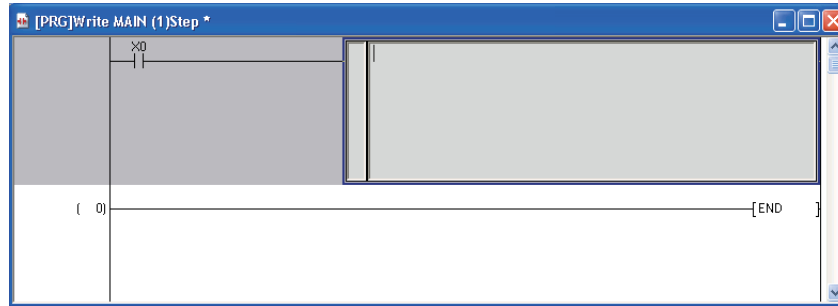 [PRG]Write MAIN (1)Step *
X0
( 0)
[END ]